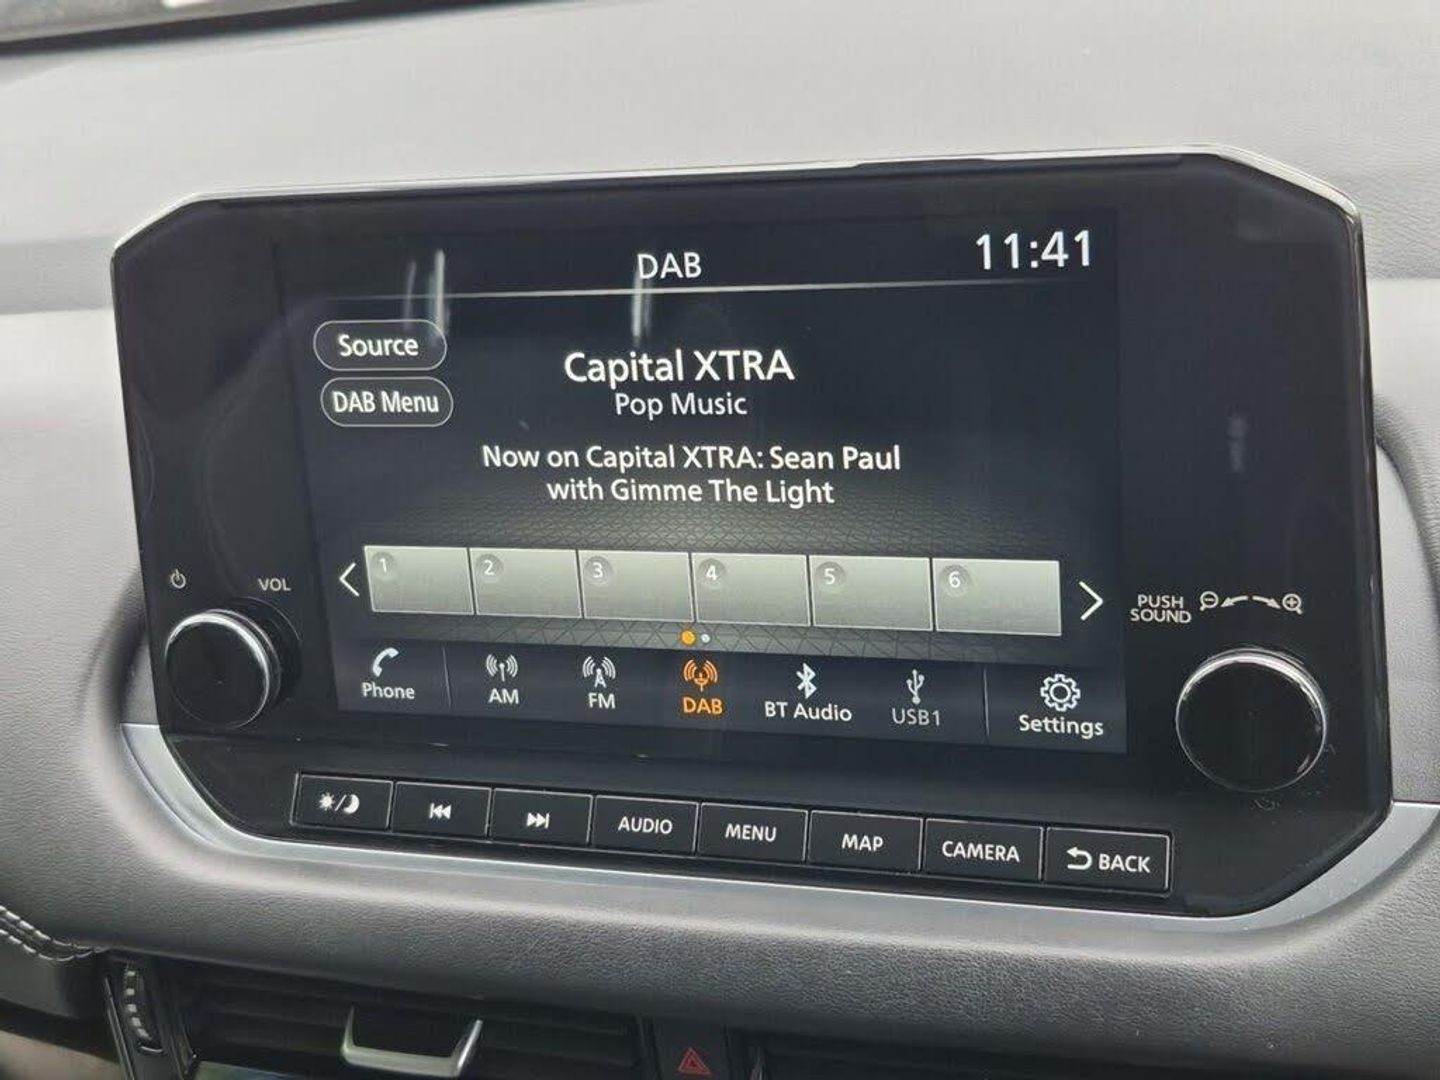 DAB
11:41
Source
Capital XTRA
DAB Menu
Pop Music
Now on Capital XTRA: Sean Paul
with Gimme The Light
1 2 3 4 5 6
VOL
PUSH
SOUND
Phone
AM
FM
DAB
BT Audio
USB1
Settings
AUDIO
MENU
MAP
CAMERA
BACK